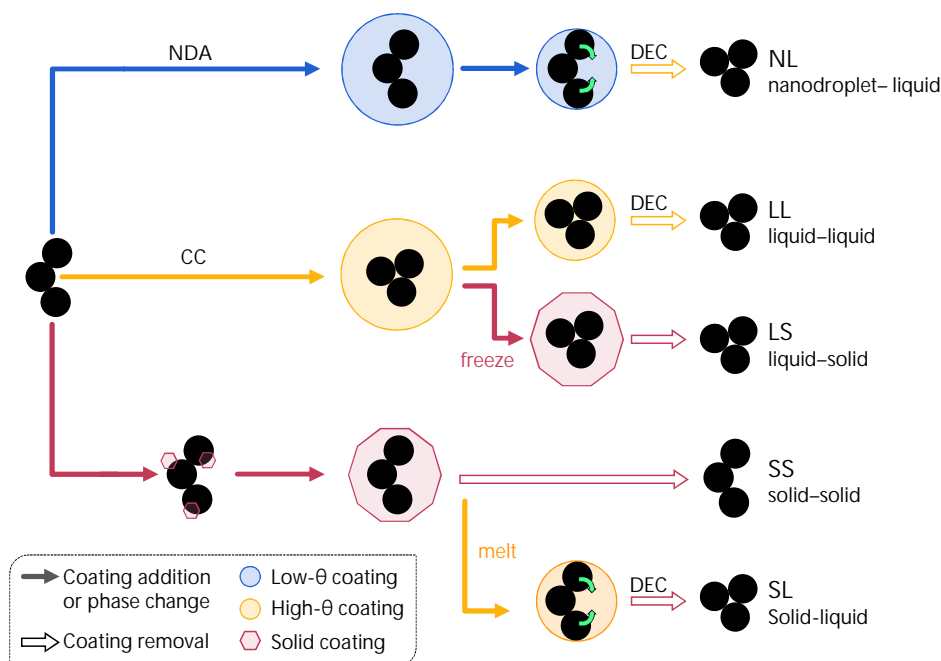 NDA
DEC
NL
nanodroplet– liquid
CC
DEC
LL
liquid–liquid
freeze
LS
liquid–solid
SS
solid–solid
melt
DEC
SL
Solid-liquid
Coating addition
or phase change
Coating removal
Low-θ coating
High-θ coating
Solid coating